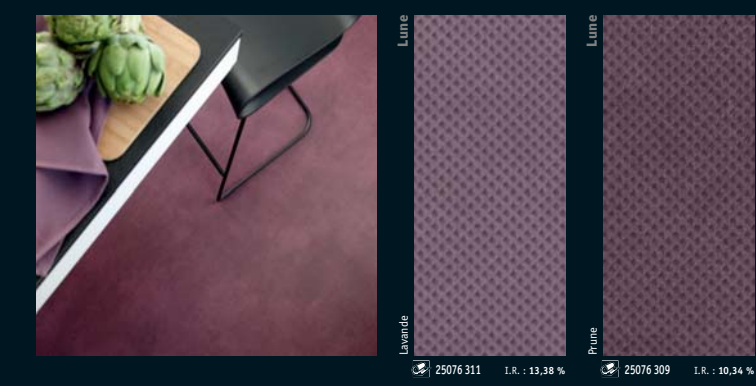 Lune
Lavande
25076 311 I.R. : 13,38 %
Lune
Prune
25076 309 I.R. : 10,34 %